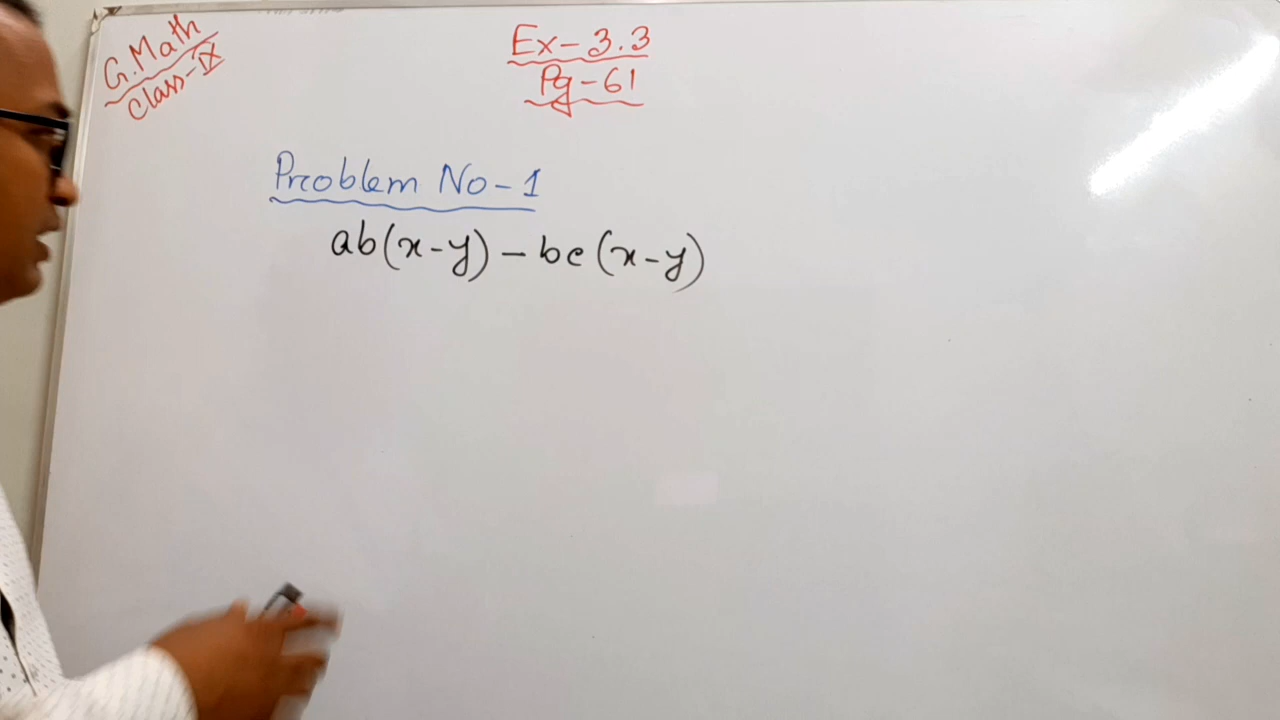 G.Math
Class-IX
Ex-3.3
Pg-61
Problem No-1
ab(x-y)-bc(x-y)